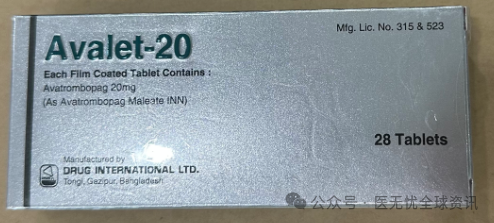 Mfg. Lic. No. 315 & 523
Avalet-20
Each Film Coated Tablet Contains :
Avatrombopag 20mg
(As Avatrombopag Maleate INN)
28 Tablets
Manufactured by
DRUG INTERNATIONAL LTD.
Tongi, Gazipur, Bangladesh
公众号 · 医无忧全球资讯